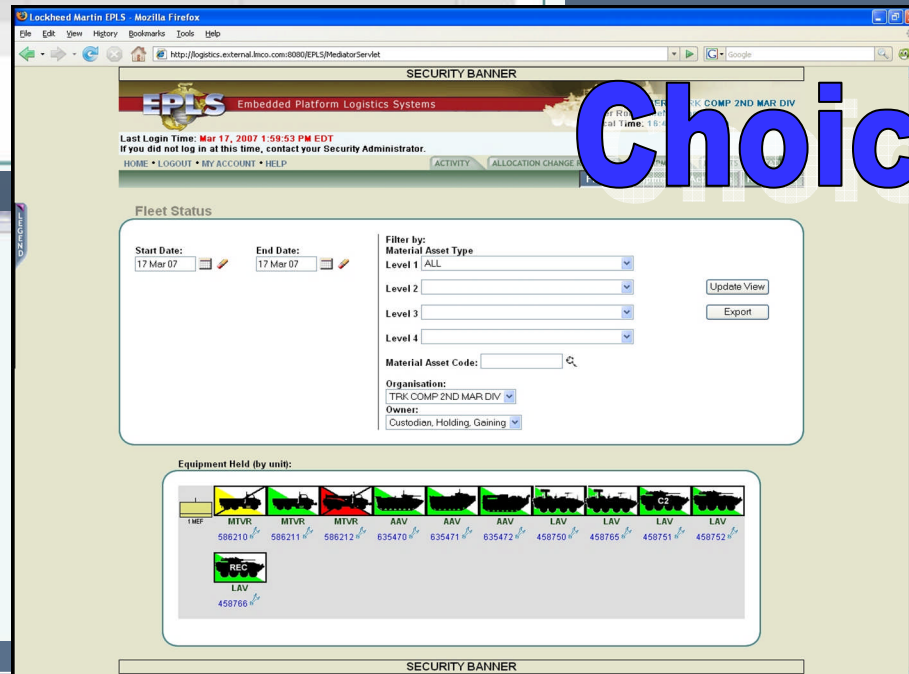 Lockheed Martin EPLS - Mozilla Firefox
File Edit View History Bookmarks Tools Help
http://logistics.external.lmco.com:8080/EPLS/MediatorServlet
Google
SECURITY BANNER
EPLS Embedded Platform Logistics Systems
COMP 2ND MAR DIV
Last Login Time: Mar 17, 2007 1:59:53 PM EDT
If you did not log in at this time, contact your Security Administrator.
HOME • LOGOUT • MY ACCOUNT • HELP
ACTIVITY ALLOCATION CHANGE
Choic
LEGEND
Fleet Status
Start Date: End Date:
17 Mar 07 17 Mar 07
Filter by:
Material Asset Type
Level 1 ALL
Level 2
Update View
Level 3
Export
Level 4
Material Asset Code:
Organisation:
TRK COMP 2ND MAR DIV
Owner:
Custodian, Holding, Gaining
Equipment Held (by unit):
C2
1 MEF MTVR MTVR MTVR AAV AAV AAV LAV LAV LAV LAV
586210 586211 586212 635470 635471 635472 458750 458765 458751 458752
REC
LAV
458766
SECURITY BANNER